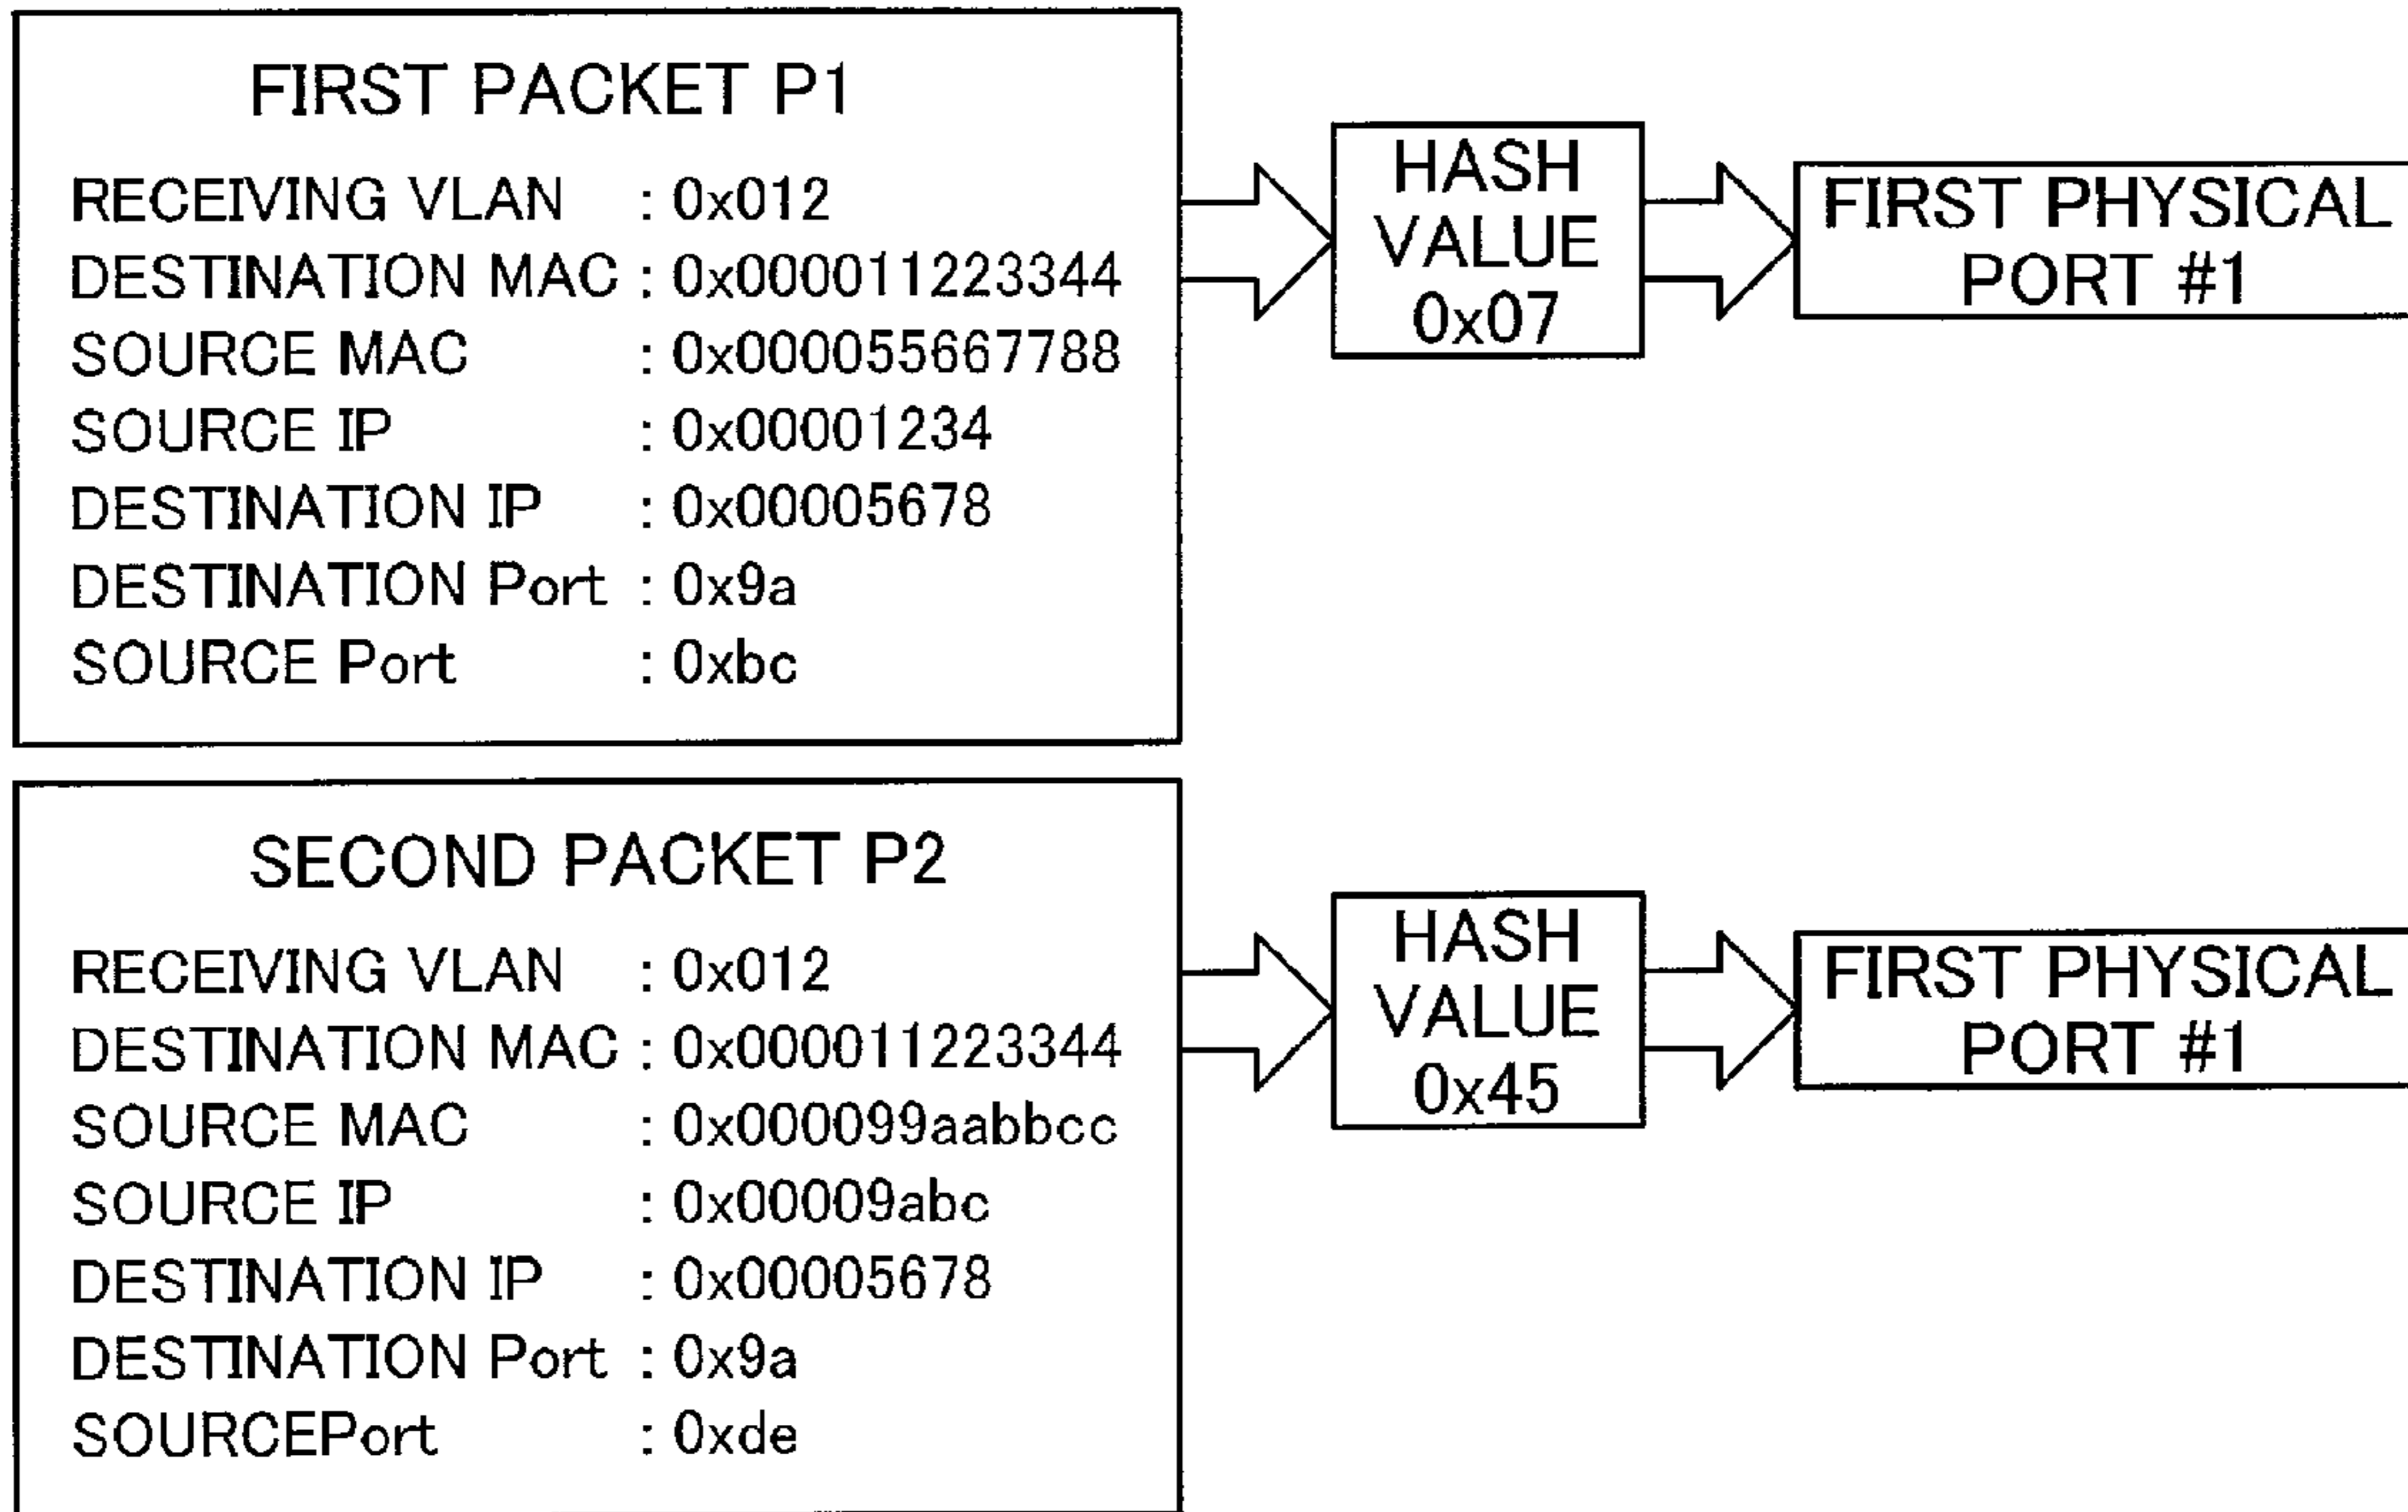 FIRST PACKET P1
RECEIVING VLAN : 0x012
DESTINATION MAC : 0x000011223344
SOURCE MAC : 0x000055667788
SOURCE IP : 0x00001234
DESTINATION IP : 0x00005678
DESTINATION Port : 0x9a
SOURCE Port : 0xbc
HASH
VALUE
0x07
FIRST PHYSICAL
PORT #1
SECOND PACKET P2
RECEIVING VLAN : 0x012
DESTINATION MAC : 0x000011223344
SOURCE MAC : 0x000099aabbcc
SOURCE IP : 0x00009abc
DESTINATION IP : 0x00005678
DESTINATION Port : 0x9a
SOURCEPort : 0xde
HASH
VALUE
0x45
FIRST PHYSICAL
PORT #1